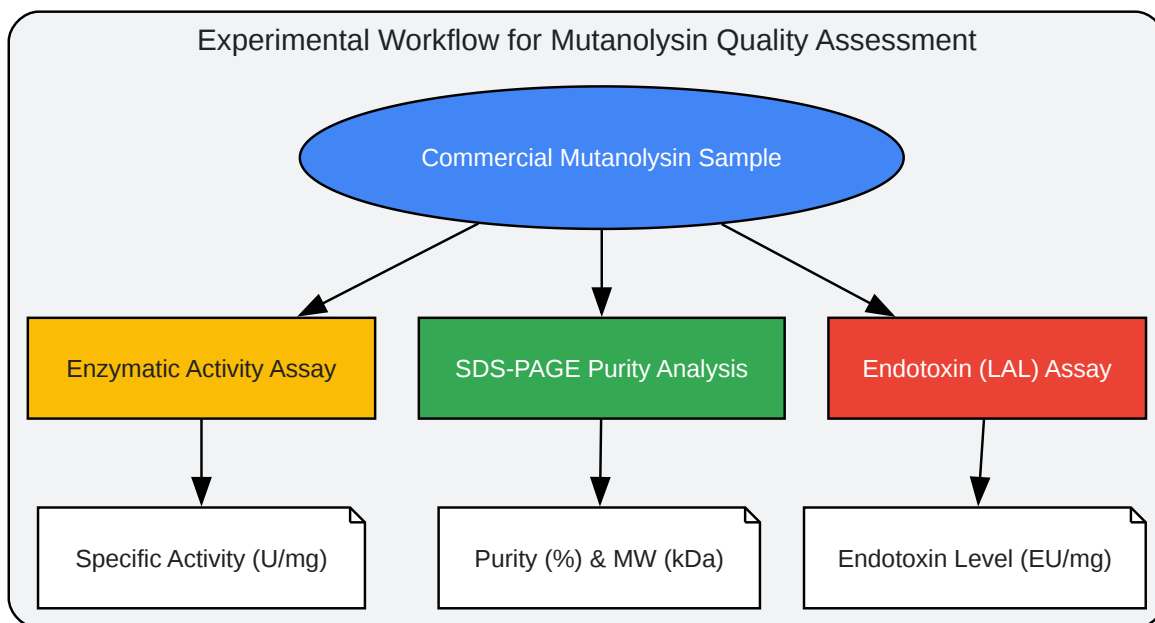 Experimental Workflow for Mutanolysin Quality Assessment
Commercial Mutanolysin Sample
Enzymatic Activity Assay
SDS-PAGE Purity Analysis
Endotoxin (LAL) Assay
Specific Activity (U/mg)
Purity (%) & MW (kDa)
Endotoxin Level (EU/mg)